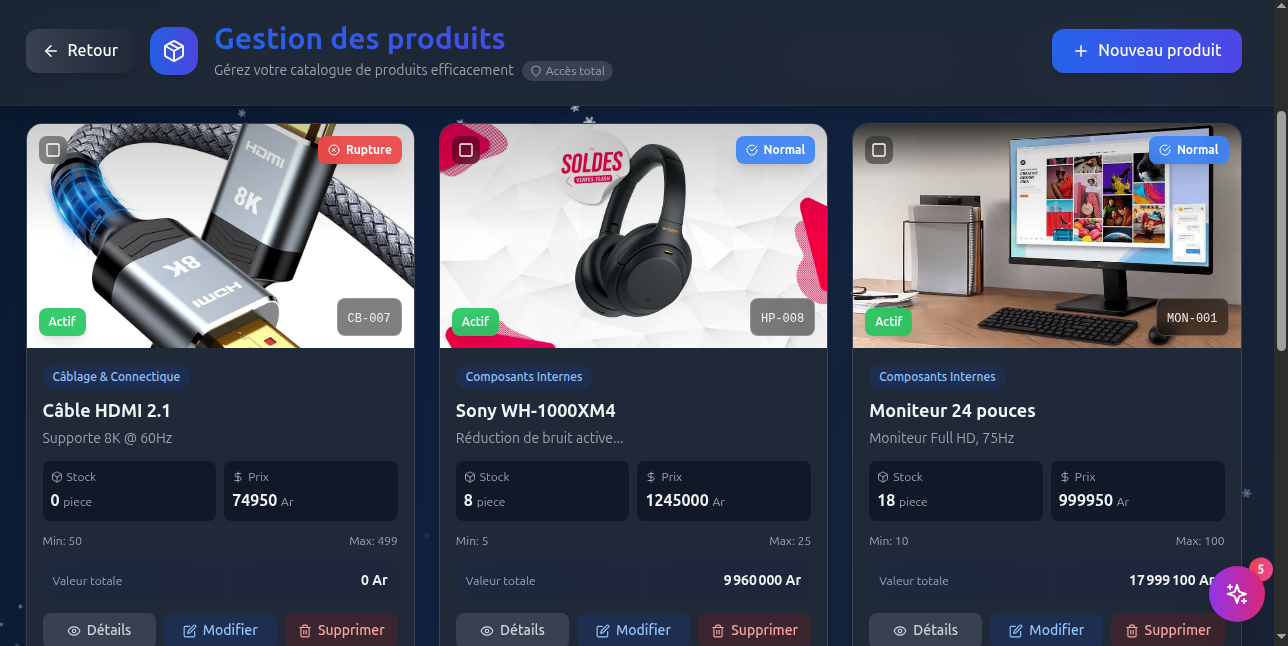 Retour
Gestion des produits
Gérez votre catalogue de produits efficacement
Accès total
Nouveau produit
Rupture
HDMI
8K
8K
HDMI
Actif
CB-007
Câblage & Connectique
Câble HDMI 2.1
Supporte 8K @ 60Hz
Stock
0 piece
Prix
74950 Ar
Min: 50
Max: 499
Valeur totale
0 Ar
Détails
Modifier
Supprimer
Normal
SOLDES
VENTES FLASH
SONY
Actif
HP-008
Composants Internes
Sony WH-1000XM4
Réduction de bruit active...
Stock
8 piece
Prix
1245000 Ar
Min: 5
Max: 25
Valeur totale
9 960 000 Ar
Détails
Modifier
Supprimer
Normal
Actif
MON-001
Composants Internes
Moniteur 24 pouces
Moniteur Full HD, 75Hz
Stock
18 piece
Prix
999950 Ar
Min: 10
Max: 100
Valeur totale
17 999 100 Ar
Détails
Modifier
Supprimer
5